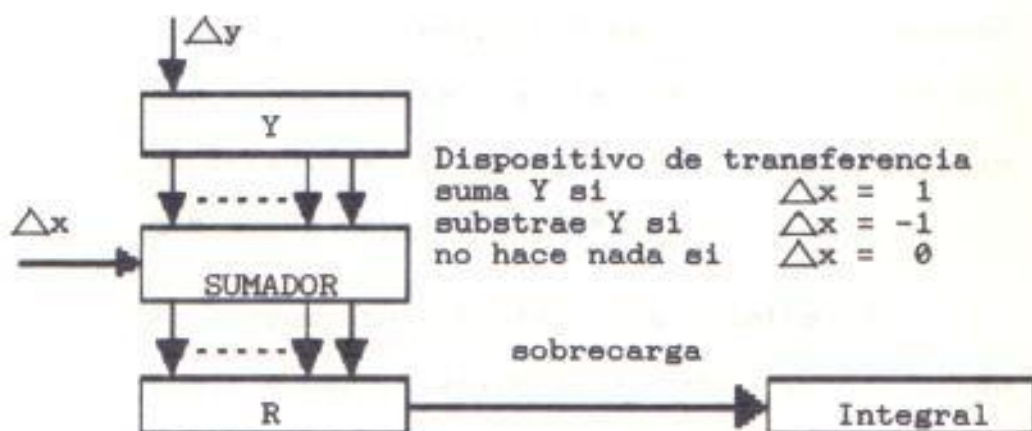 △y
Y
Dispositivo de transferencia
suma Y si △x = 1
△x
substrae Y si △x = -1
no hace nada si △x = 0
SUMADOR
sobrecarga
R
Integral